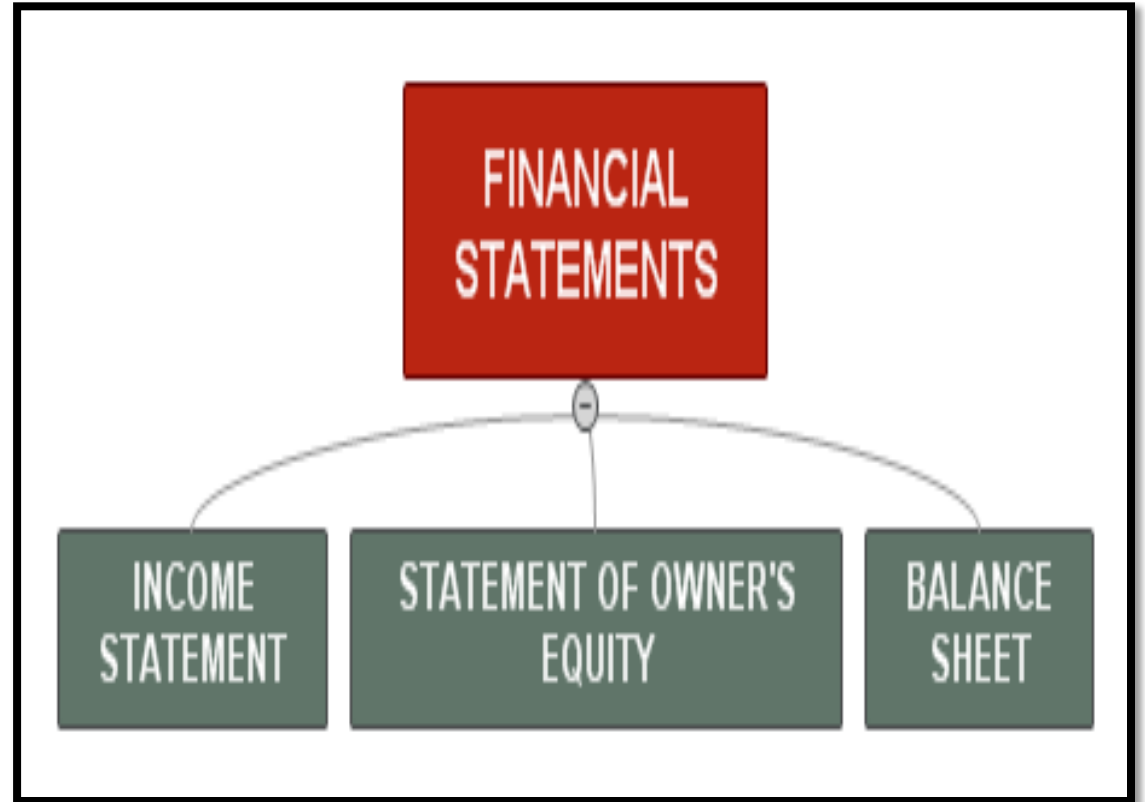 FINANCIAL
STATEMENTS
INCOME
STATEMENT
STATEMENT OF OWNER'S
EQUITY
BALANCE
SHEET